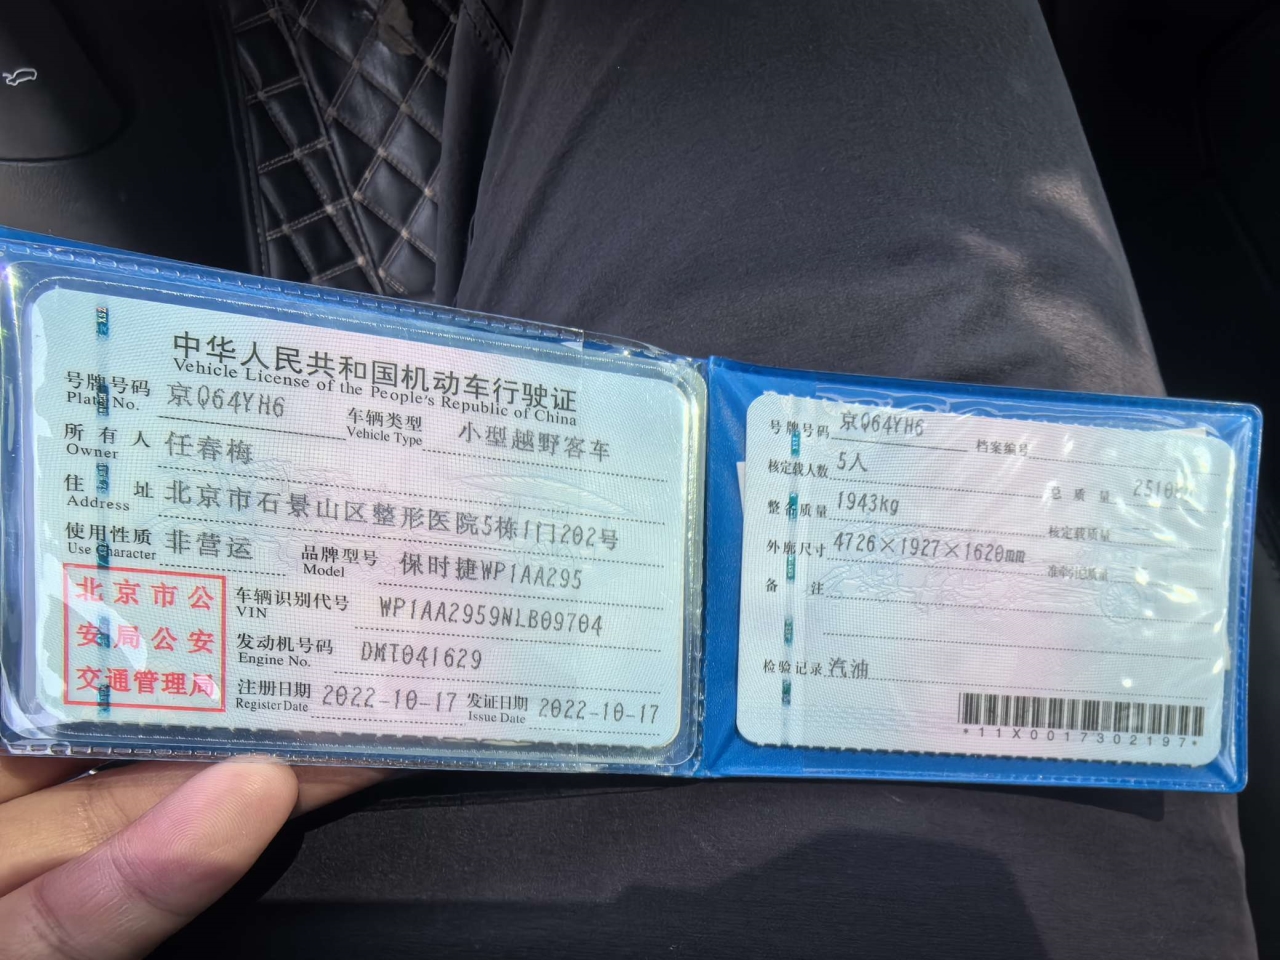 中华人民共和国机动车行驶证
Vehicle License of the People's Republic of China
号牌号码 京Q64YH6 车辆类型 小型越野客车
Plate No. Vehicle Type
所有人 任春梅
Owner
住址 北京市石景山区整形医院5栋1门202号
Address
使用性质 非营运 品牌型号 保时捷WP1AA295
Use Character Model
北京市公
安局公安
交通管理局
车辆识别代号 WP1AA2959NLB09704
VIN
发动机号码 DMT041629
Engine No.
注册日期 2022-10-17 发证日期 2022-10-17
Register Date Issue Date
号牌号码 京Q64YH6 档案编号
核定载人数 5人 总质量
整备质量 1943kg 核定载质量
外廓尺寸 4726×1927×1620mm 准牵引总质量
备注
检验记录 汽油
*11X0017302197*